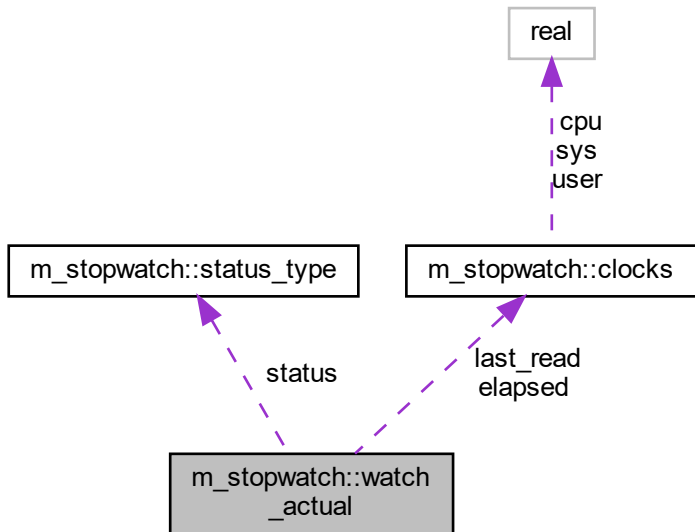 real
cpu
sys
user
m_stopwatch::status_type
m_stopwatch::clocks
status
last_read
elapsed
m_stopwatch::watch
_actual